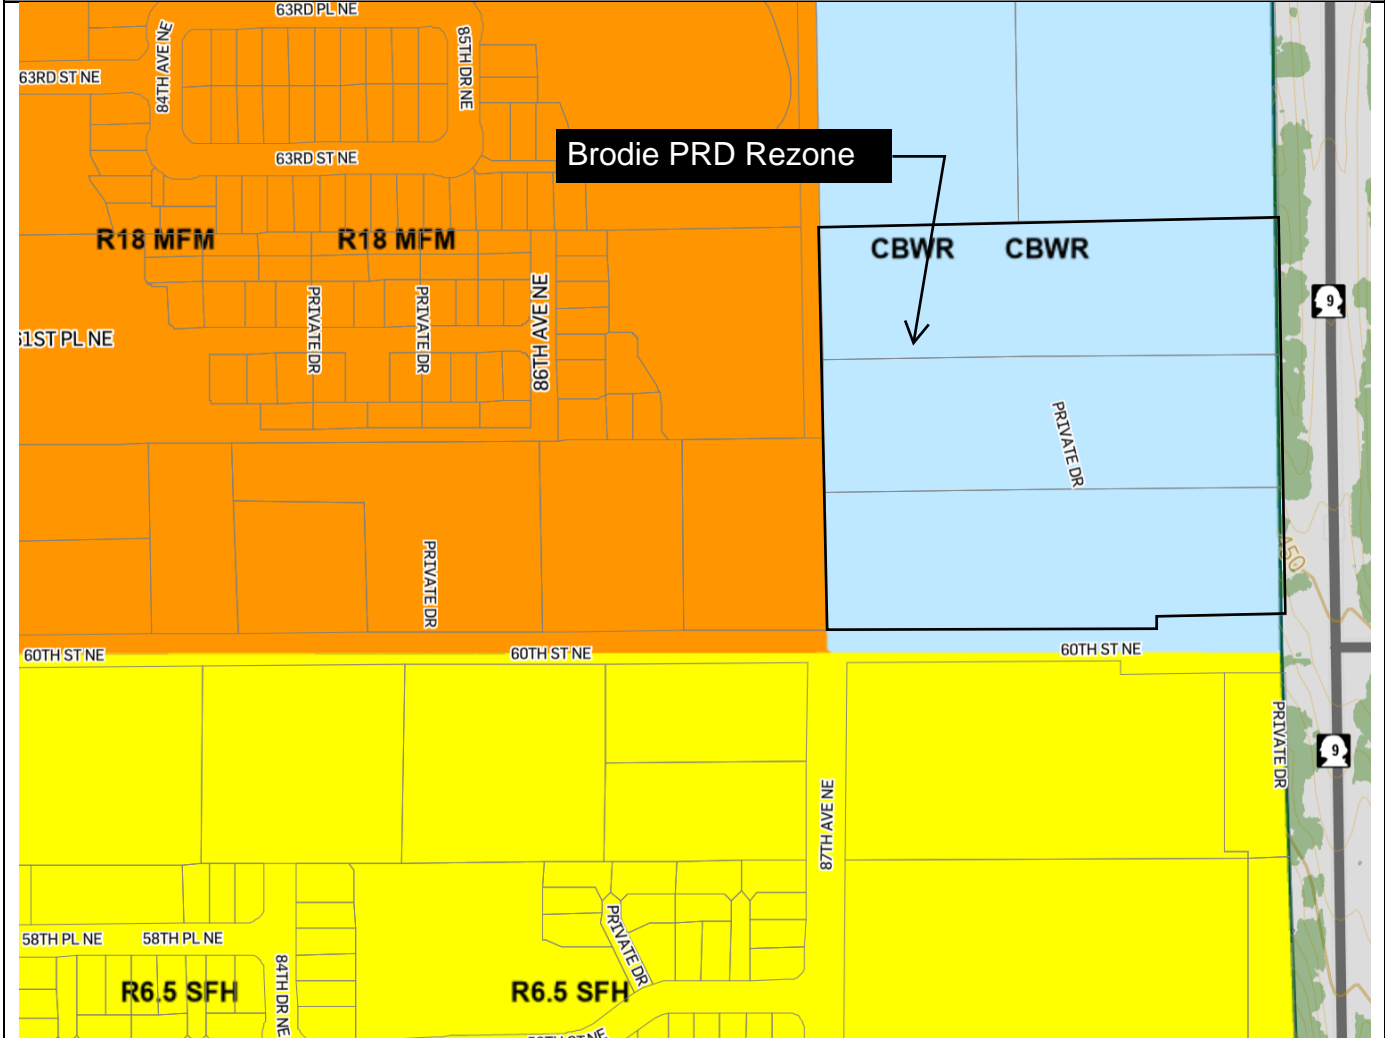 63RD PL NE
84TH AVE NE
85TH DR NE
63RD ST NE
63RD ST NE
Brodie PRD Rezone
R18 MFM
R18 MFM
CBWR
CBWR
9
PRIVATE DR
PRIVATE DR
86TH AVE NE
61ST PL NE
PRIVATE DR
PRIVATE DR
450
60TH ST NE
60TH ST NE
60TH ST NE
PRIVATE DR
9
87TH AVE NE
58TH PL NE
58TH PL NE
PRIVATE DR
84TH DR NE
R6.5 SFH
R6.5 SFH